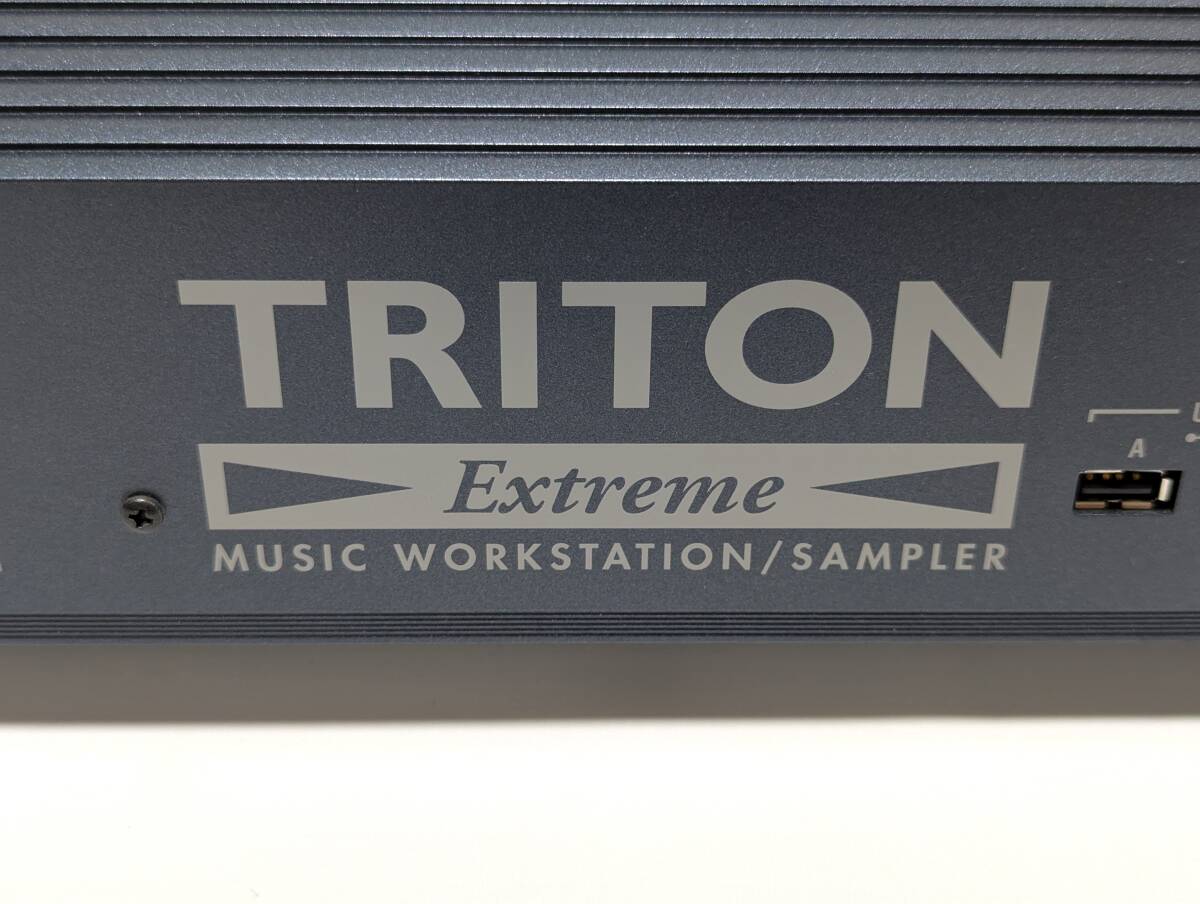 TRITON
Extreme
MUSIC WORKSTATION/SAMPLER
A